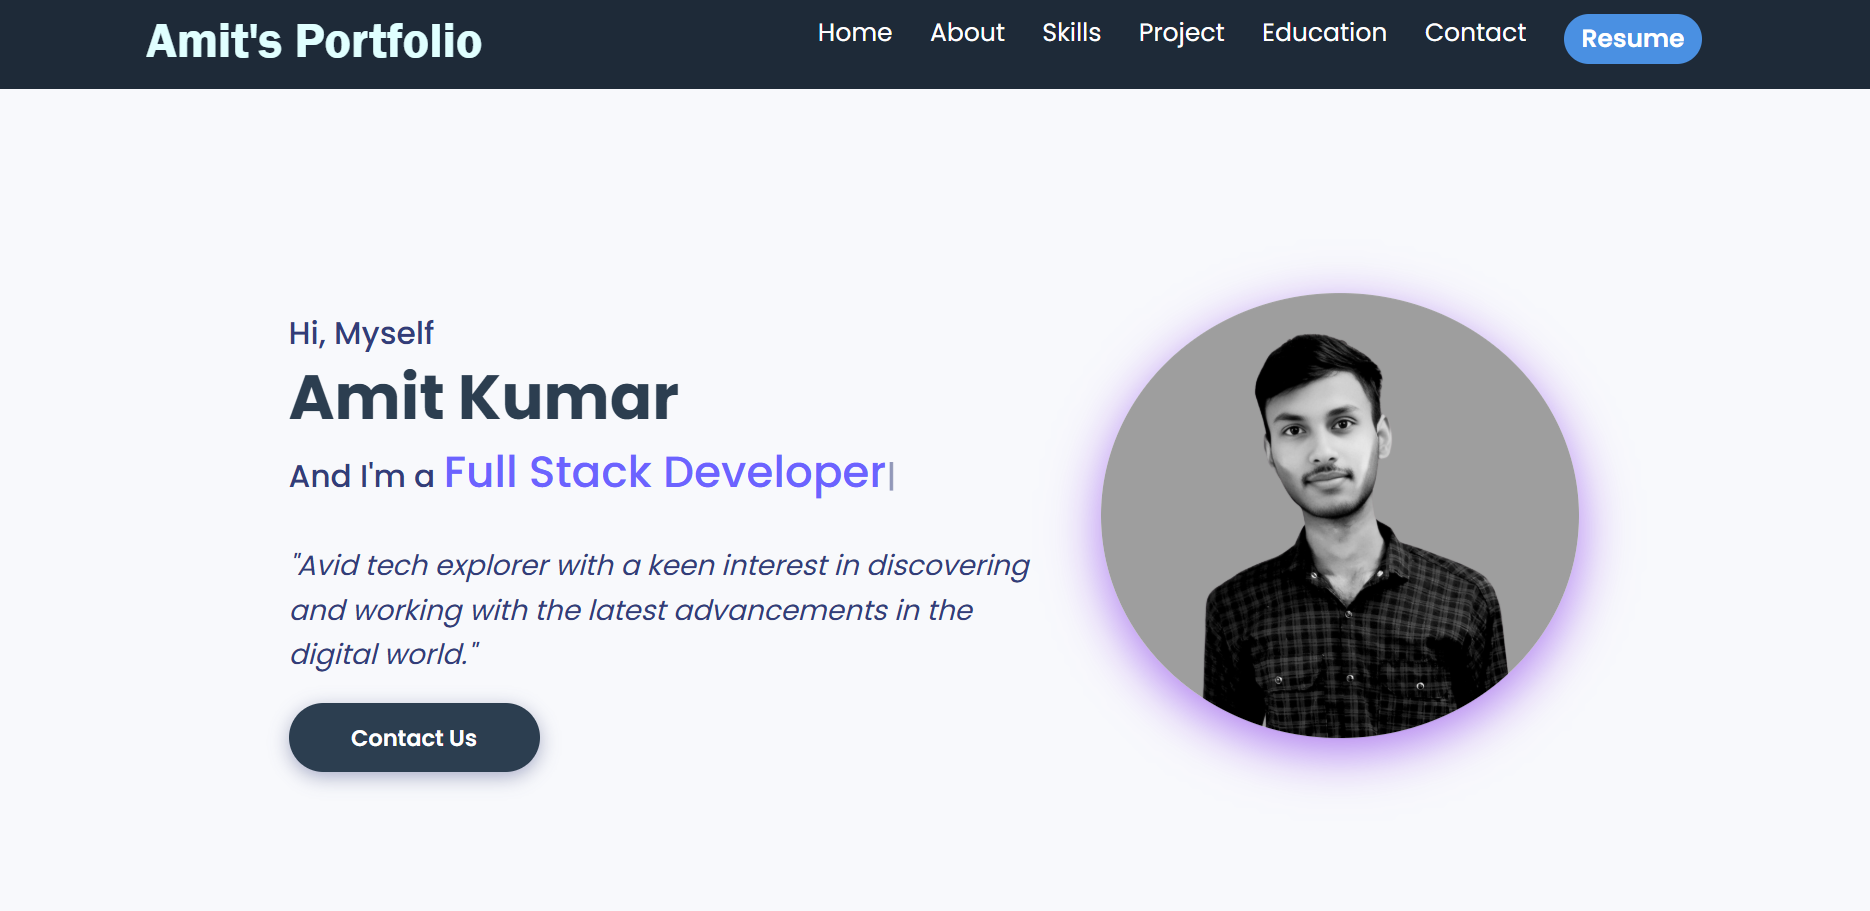 Amit's Portfolio
Home About Skills Project Education Contact Resume
Hi, Myself
Amit Kumar
And I'm a Full Stack Developer|
"Avid tech explorer with a keen interest in discovering
and working with the latest advancements in the
digital world."
Contact Us